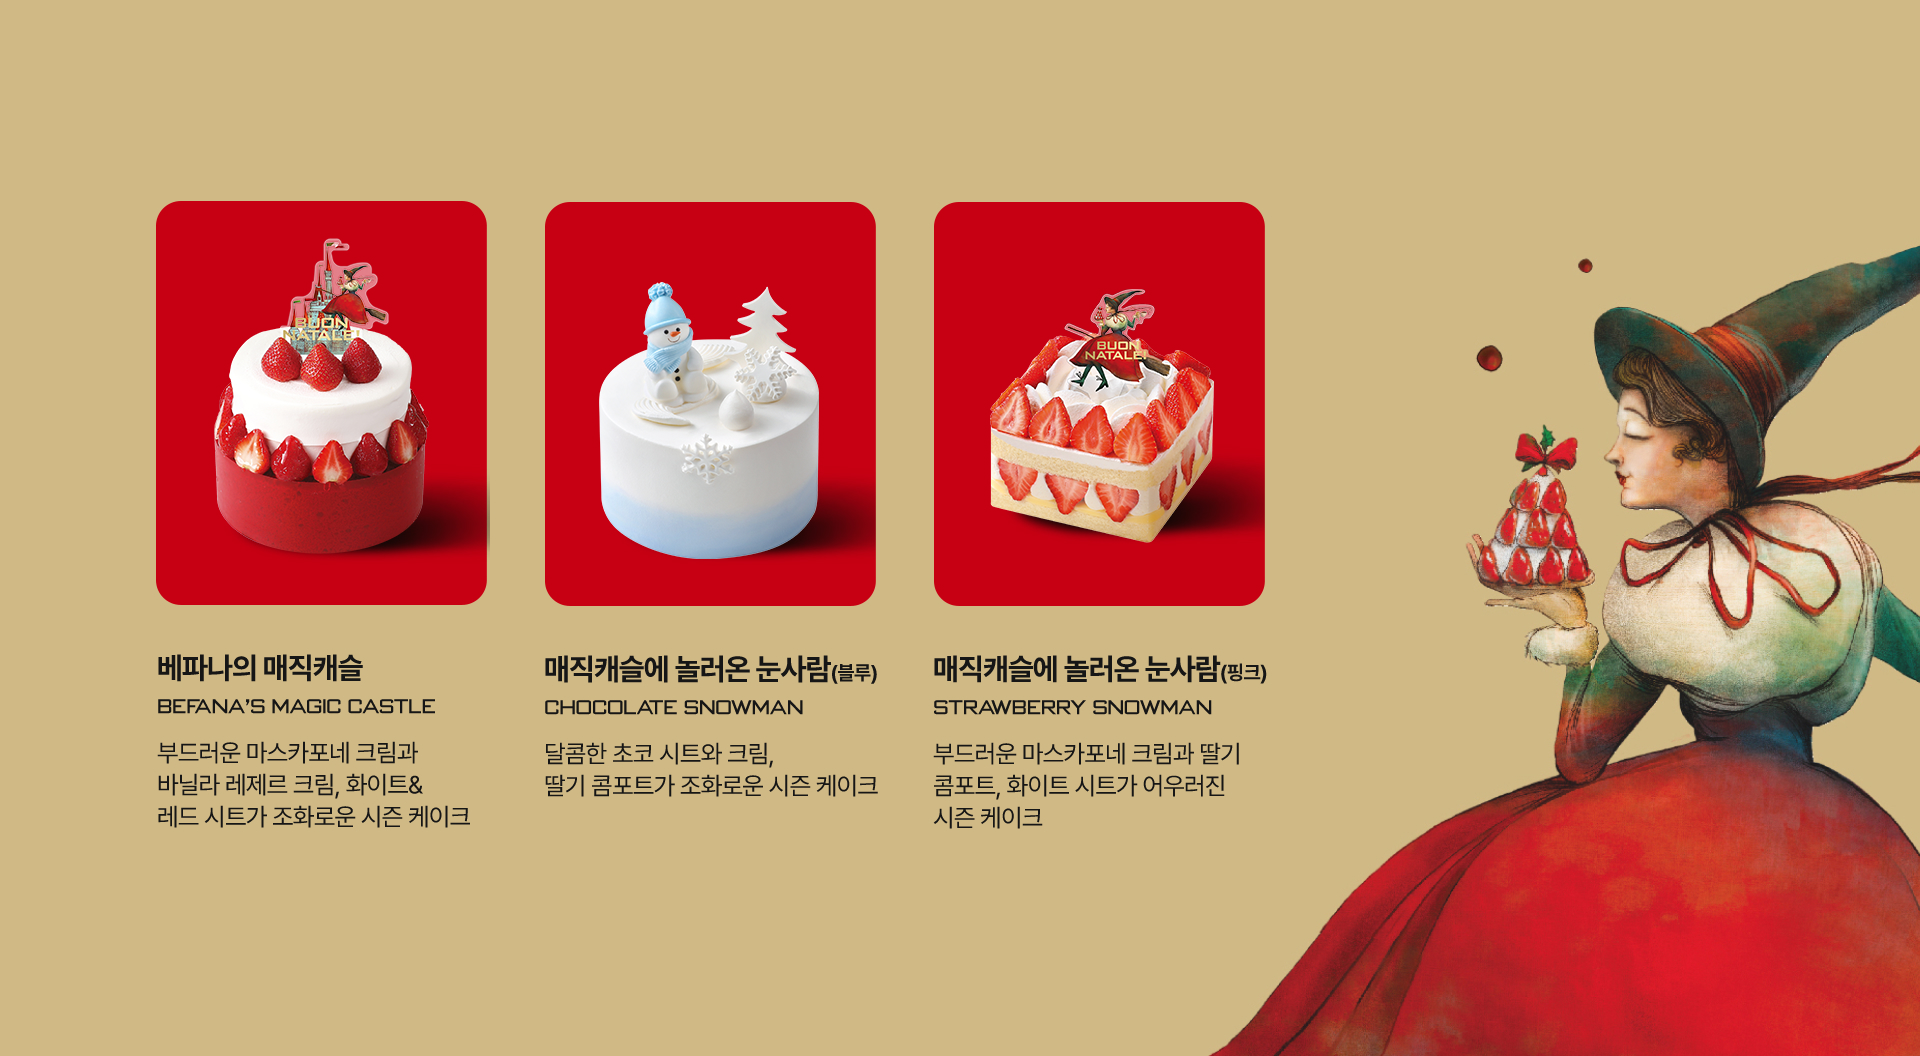 BUON
NATALE!
베파나의 매직캐슬
BEFANA'S MAGIC CASTLE
부드러운 마스카포네 크림과
바닐라 레제르 크림, 화이트&
레드 시트가 조화로운 시즌 케이크
매직캐슬에 놀러온 눈사람(블루)
CHOCOLATE SNOWMAN
달콤한 초코 시트와 크림,
딸기 콤포트가 조화로운 시즌 케이크
BUON
NATALE!
매직캐슬에 놀러온 눈사람(핑크)
STRAWBERRY SNOWMAN
부드러운 마스카포네 크림과 딸기
콤포트, 화이트 시트가 어우러진
시즌 케이크